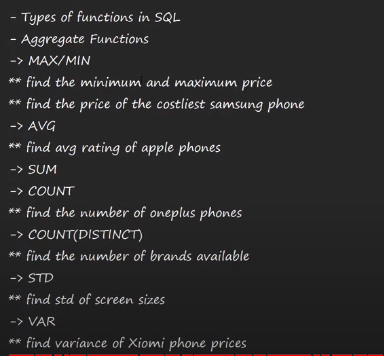 - Types of functions in SQL
- Aggregate Functions
-> MAX/MIN
** find the minimum and maximum price
** find the price of the costliest samsung phone
-> AVG
** find avg rating of apple phones
-> SUM
-> COUNT
** find the number of oneplus phones
-> COUNT(DISTINCT)
** find the number of brands available
-> STD
** find std of screen sizes
-> VAR
** find variance of Xiomi phone prices